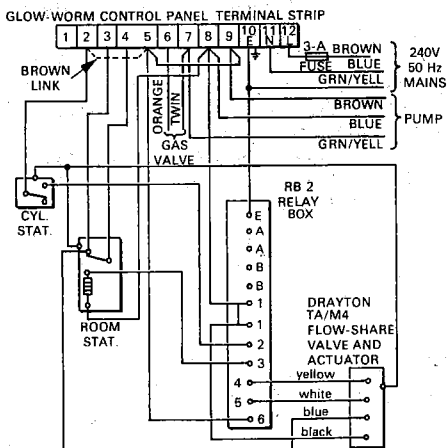 GLOW-WORM CONTROL PANEL TERMINAL STRIP
1 2 3 4 5 6 7 8 9 10 11 12
E N L
BROWN LINK
ORANGE
TWIN
GAS VALVE
3-A FUSE
BROWN
BLUE
GRN/YELL
240V
50 Hz
MAINS
BROWN
BLUE
GRN/YELL
PUMP
CYL.
STAT.
ROOM
STAT.
RB 2
RELAY
BOX
E
A
A
B
B
1
1
2
3
4
5
6
DRAYTON
TA/M4
FLOW-SHARE
VALVE AND
ACTUATOR
yellow
white
blue
black